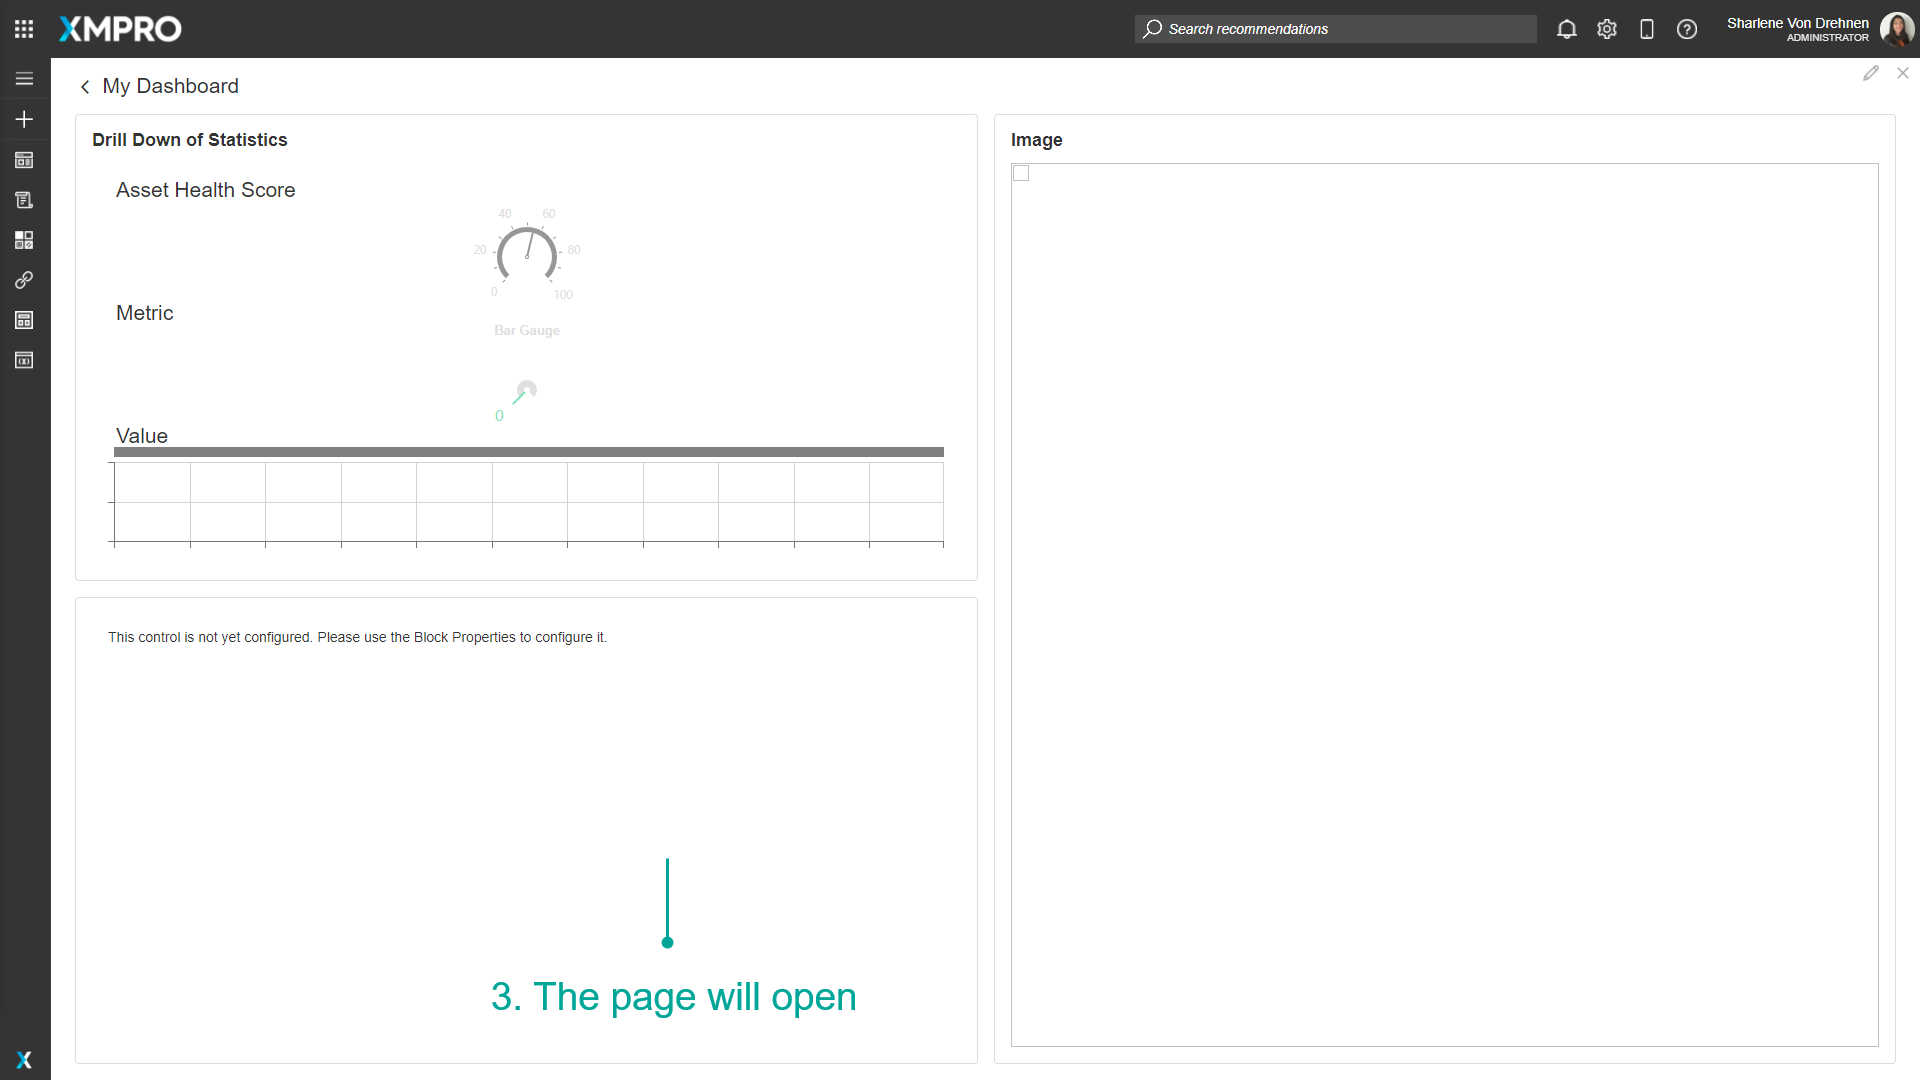 XMPRO
Search recommendations
Sharlene Von Drehnen
ADMINISTRATOR
My Dashboard
Drill Down of Statistics
Asset Health Score
40 60
20 80
0 100
Metric
Bar Gauge
0
Value
This control is not yet configured. Please use the Block Properties to configure it.
3. The page will open
Image